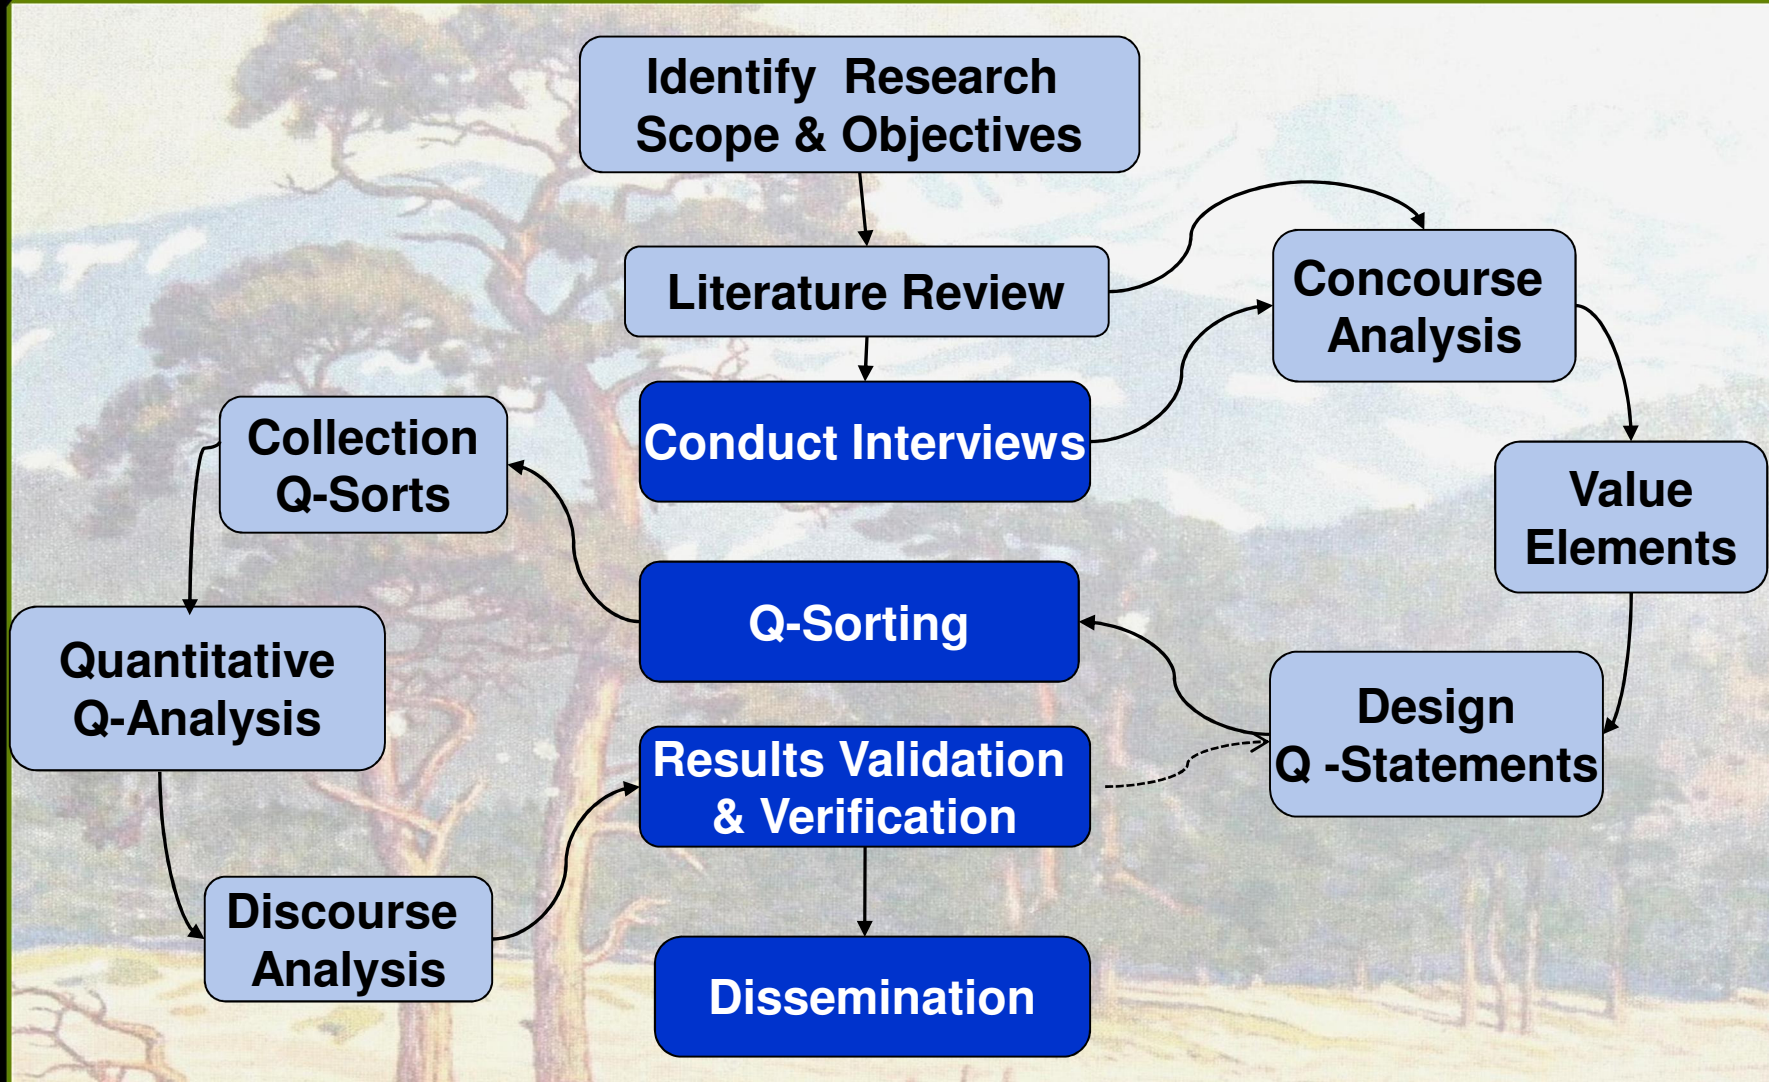 Identify Research
Scope & Objectives
Literature Review
Concourse
Analysis
Conduct Interviews
Collection
Q-Sorts
Value
Elements
Q-Sorting
Quantitative
Q-Analysis
Design
Q -Statements
Results Validation
& Verification
Discourse
Analysis
Dissemination